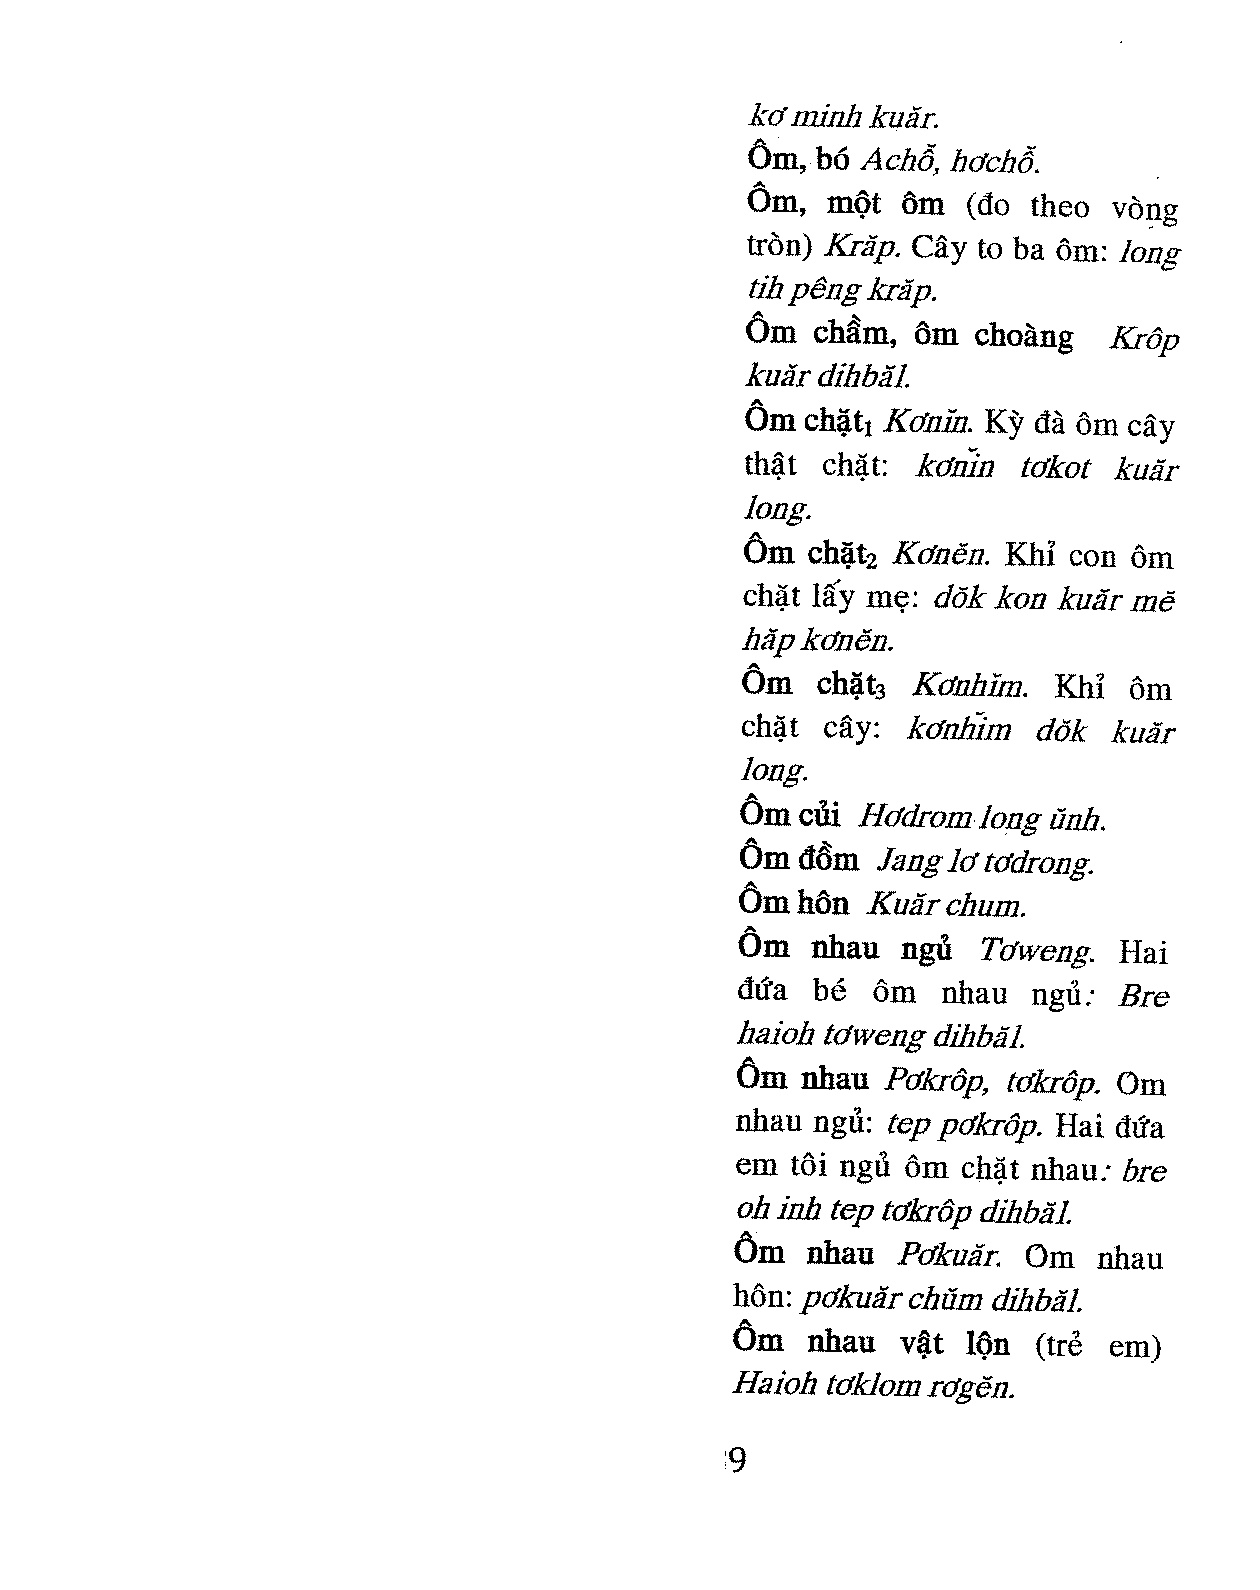 kơ minh kuăr.
Ôm, bó Achỗ, hơchỗ.
Ôm, một ôm (đo theo vòng
tròn) Krăp. Cây to ba ôm: long
tih pêng krăp.
Ôm chầm, ôm choàng Krôp
kuăr dihbăl.
Ôm chặt₁ Kơnĭn. Kỳ đà ôm cây
thật chặt: kơnĭn tơkot kuăr
long.
Ôm chặt₂ Kơnĕn. Khỉ con ôm
chặt lấy mẹ: dŏk kon kuăr mĕ
hăp kơnĕn.
Ôm chặt₃ Kơnhĭm. Khỉ ôm
chặt cây: kơnhĭm dŏk kuăr
long.
Ôm củi Hơdrom long ŭnh.
Ôm đồm Jang lơ tơdrong.
Ôm hôn Kuăr chum.
Ôm nhau ngủ Tơweng. Hai
đứa bé ôm nhau ngủ: Bre
haioh tơweng dihbăl.
Ôm nhau Pơkrôp, tơkrôp. Om
nhau ngủ: tep pơkrôp. Hai đứa
em tôi ngủ ôm chặt nhau: bre
oh inh tep tơkrôp dihbăl.
Ôm nhau Pơkuăr. Om nhau
hôn: pơkuăr chŭm dihbăl.
Ôm nhau vật lộn (trẻ em)
Haioh tơklom rơgĕn.
9